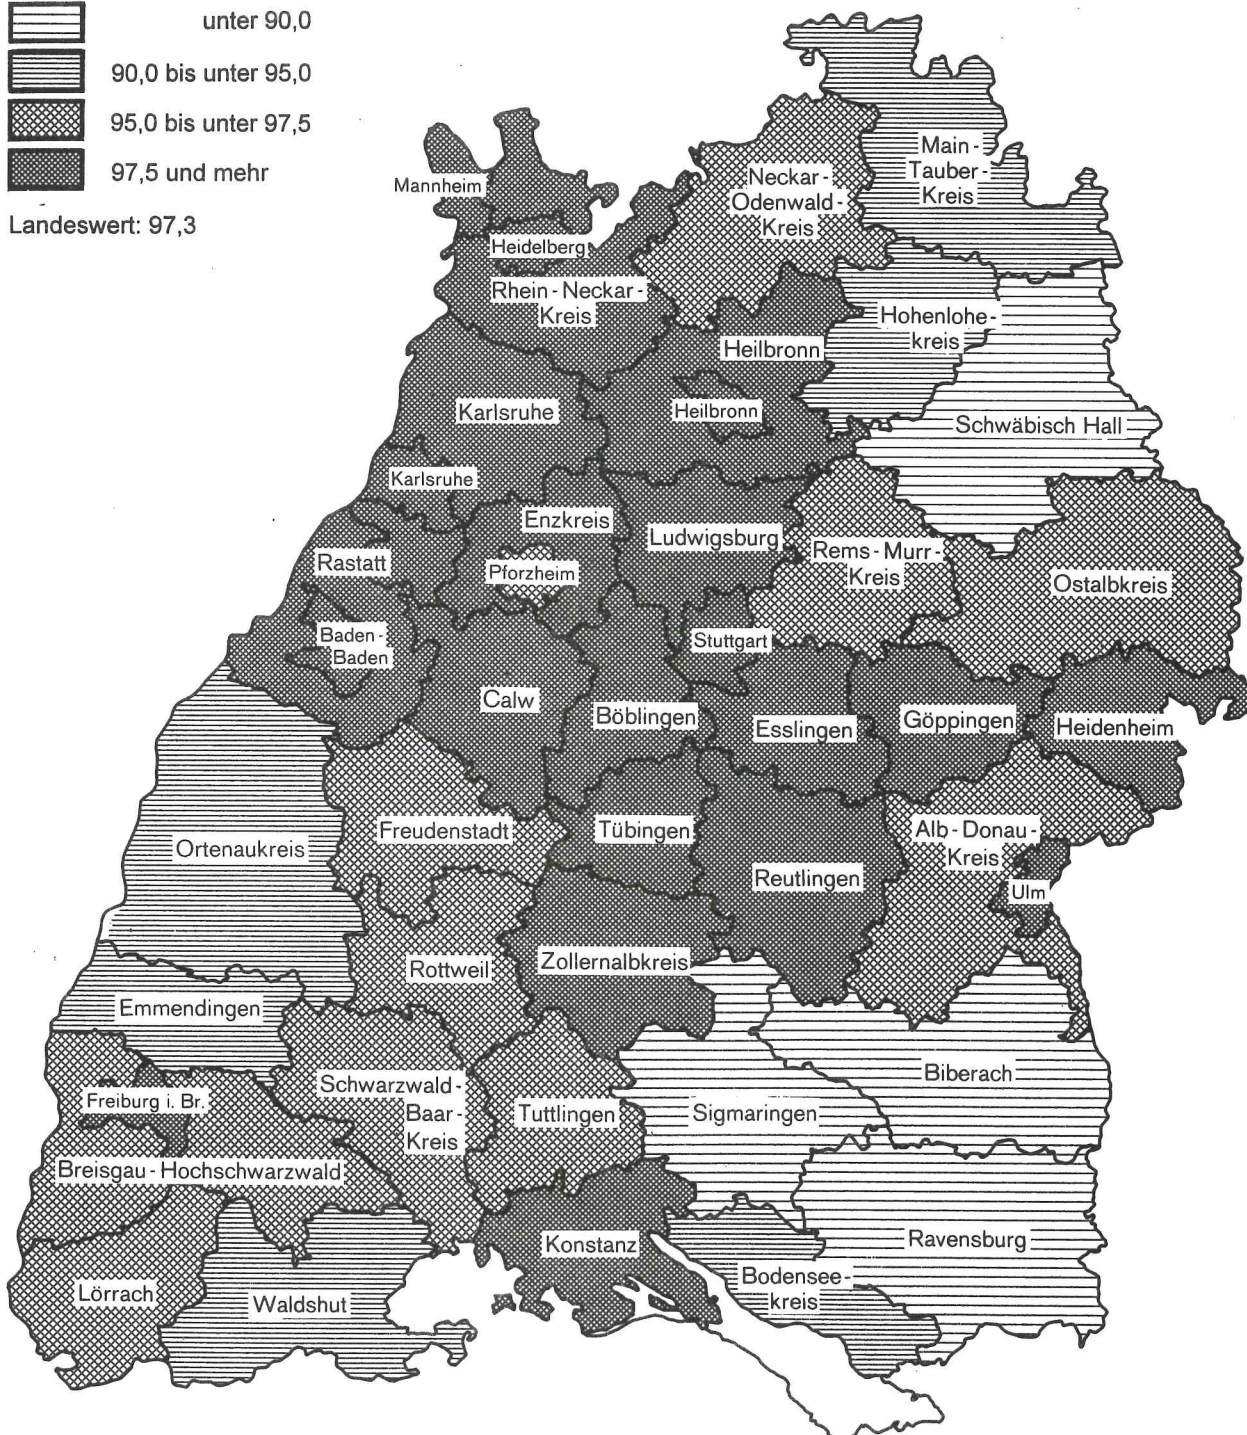 unter 90,0
90,0 bis unter 95,0
95,0 bis unter 97,5
97,5 und mehr
Landeswert: 97,3
Main-
Tauber-
Kreis
Neckar-
Odenwald-
Kreis
Mannheim
Heidelberg
Rhein-Neckar-
Kreis
Hohenlohe-
kreis
Heilbronn
Karlsruhe
Heilbronn
Schwäbisch Hall
Karlsruhe
Enzkreis
Ludwigsburg
Rems-Murr-
Kreis
Rastatt
Pforzheim
Ostalbkreis
Baden-
Baden
Stuttgart
Calw
Böblingen
Esslingen
Göppingen
Heidenheim
Ortenaukreis
Freudenstadt
Tübingen
Alb-Donau-
Kreis
Reutlingen
Ulm
Rottweil
Zollernalbkreis
Emmendingen
Schwarzwald-
Baar-
Kreis
Biberach
Freiburg i. Br.
Tuttlingen
Sigmaringen
Breisgau-Hochschwarzwald
Konstanz
Ravensburg
Lörrach
Waldshut
Bodensee-
kreis